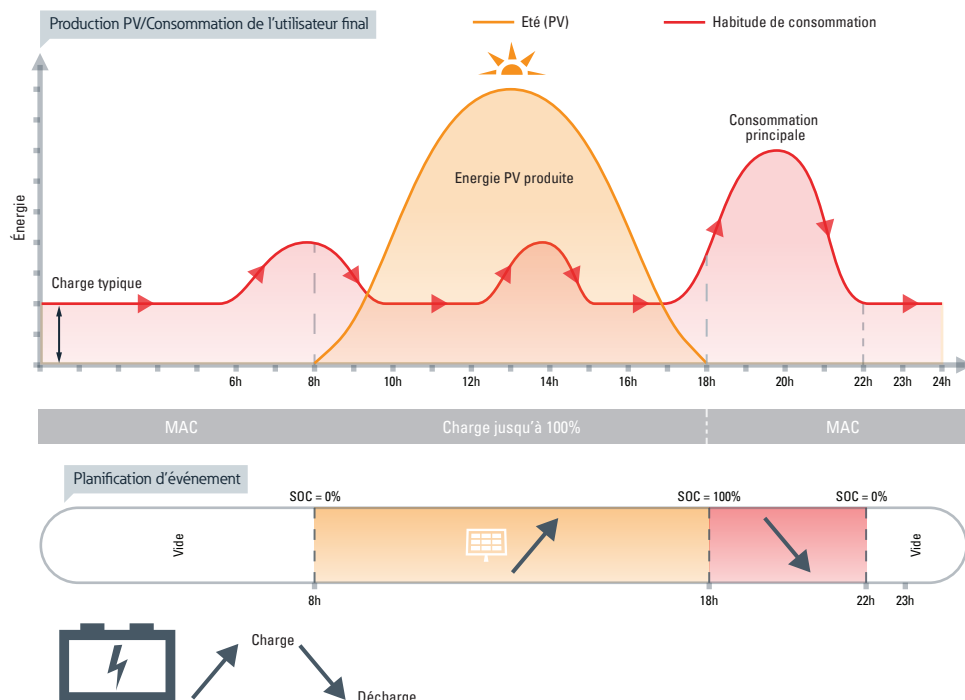 Production PV/Consommation de l'utilisateur final
Eté (PV)
Habitude de consommation
Énergie
Consommation
principale
Energie PV produite
Charge typique
6h 8h 10h 12h 14h 16h 18h 20h 22h 23h 24h
MAC Charge jusqu'à 100% MAC
Planification d'événement
SOC = 0% SOC = 100% SOC = 0%
Vide Vide
8h 18h 22h 23h
Charge
Décharge